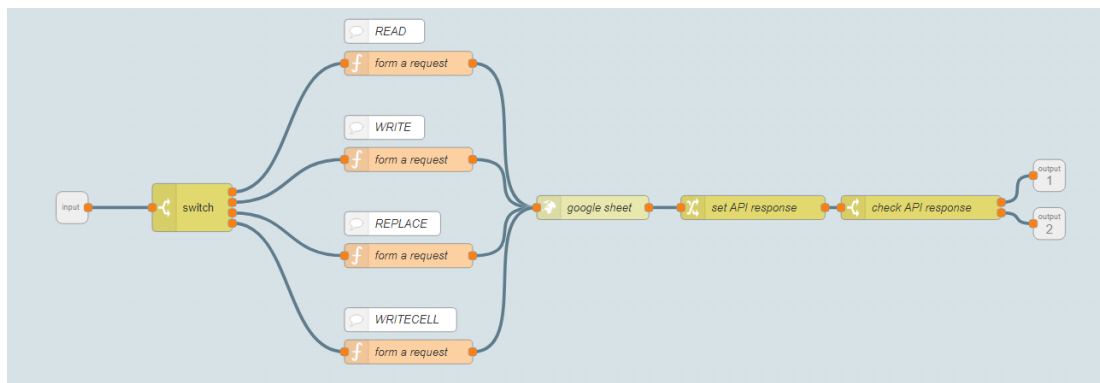 READ
form a request
WRITE
form a request
input
switch
REPLACE
form a request
WRITECELL
form a request
google sheet
set API response
check API response
output
1
output
2